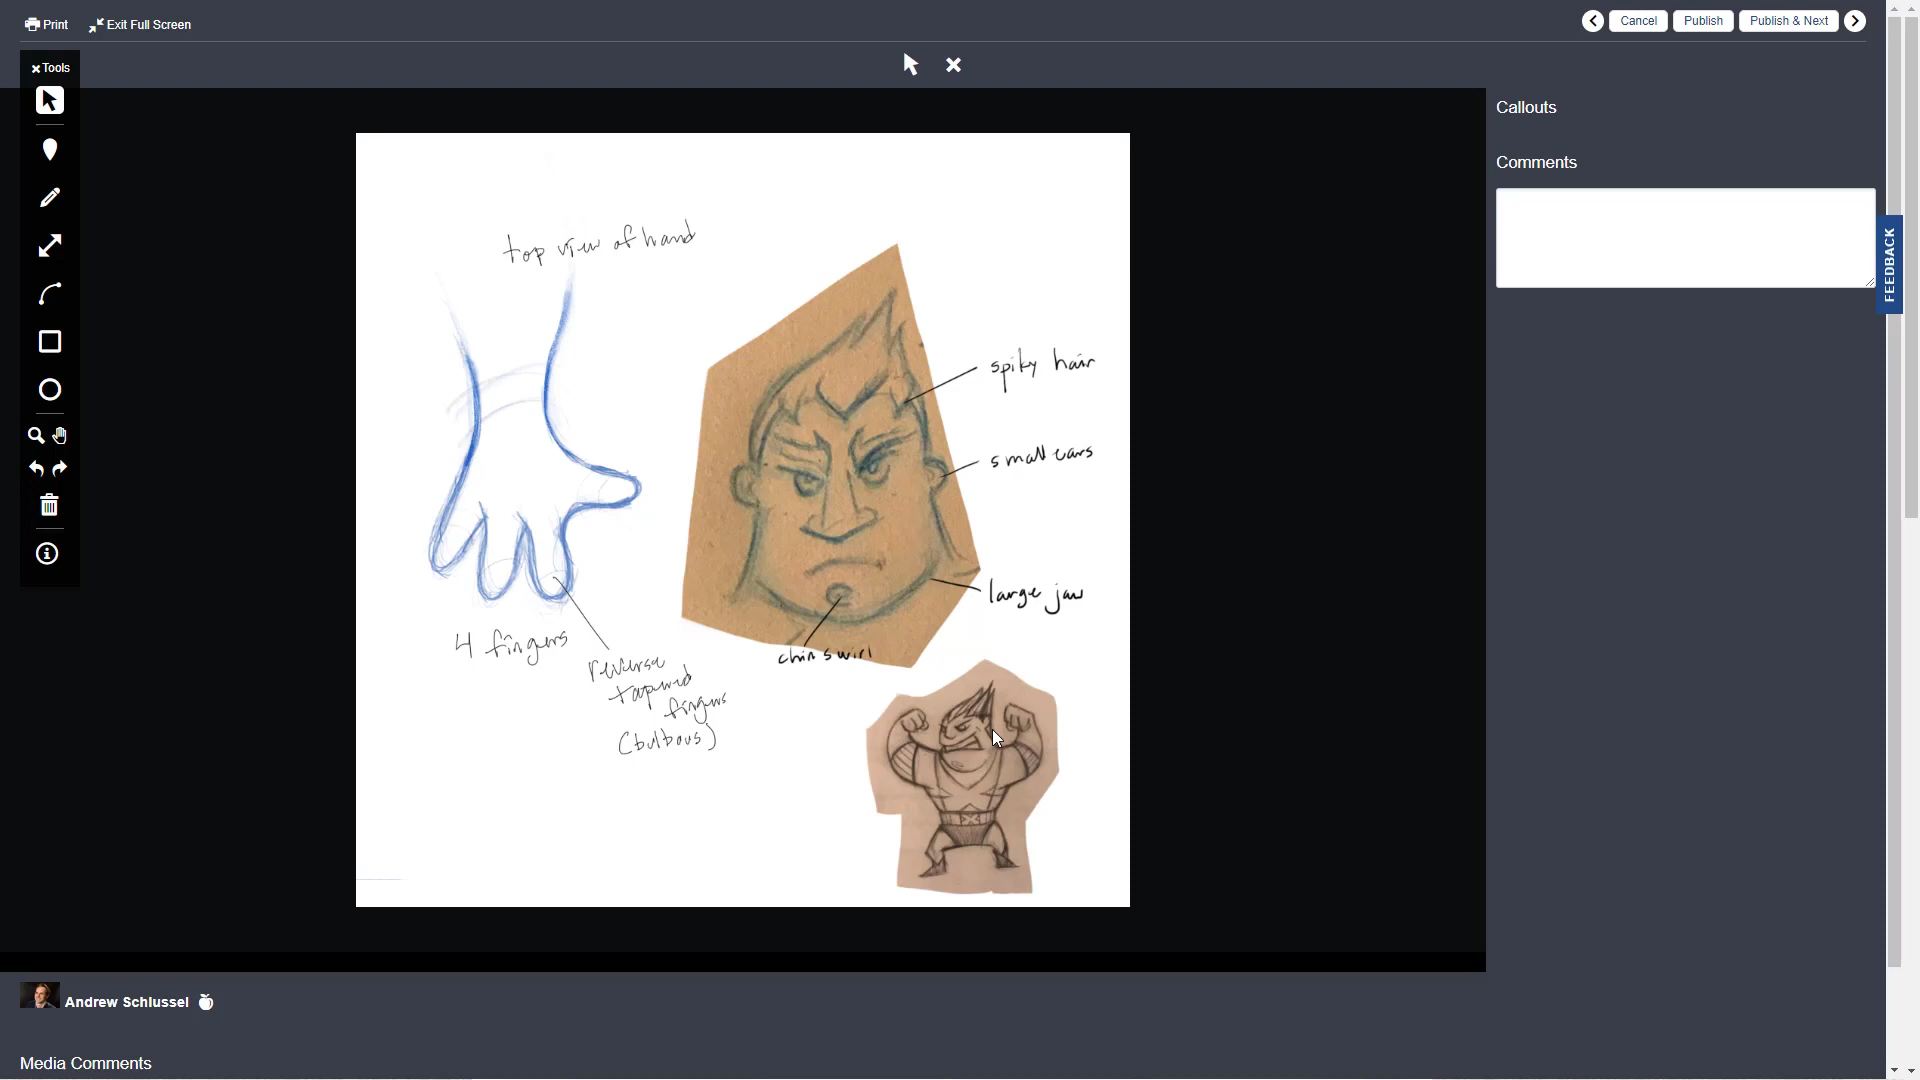 Print
Exit Full Screen
Cancel
Publish
Publish & Next
Tools
Callouts
Comments
FEEDBACK
top view of hand
spiky hair
small ears
large jaw
chin swirl
4 fingers
reverse
tapered
fingers
(bulbous)
Andrew Schlussel
Media Comments